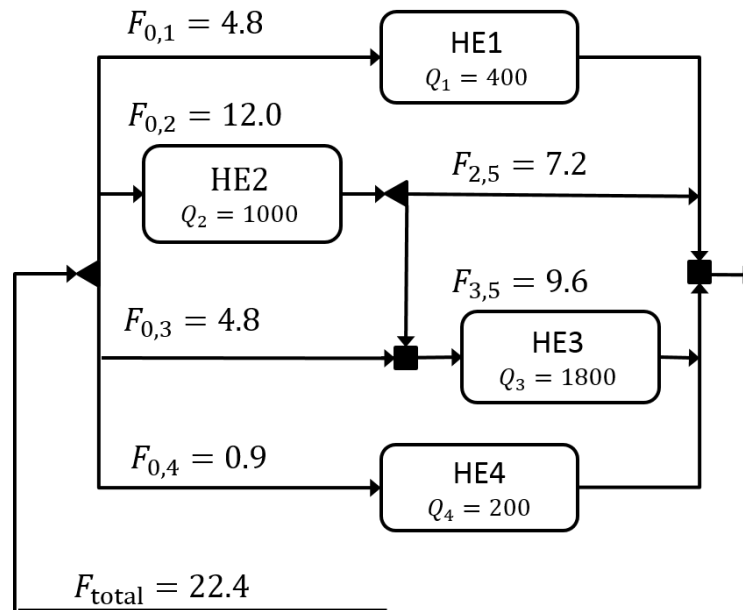 F₀,₁ = 4.8
HE1
Q₁ = 400
F₀,₂ = 12.0
HE2
Q₂ = 1000
F₂,₅ = 7.2
F₀,₃ = 4.8
F₃,₅ = 9.6
HE3
Q₃ = 1800
F₀,₄ = 0.9
HE4
Q₄ = 200
F_total = 22.4